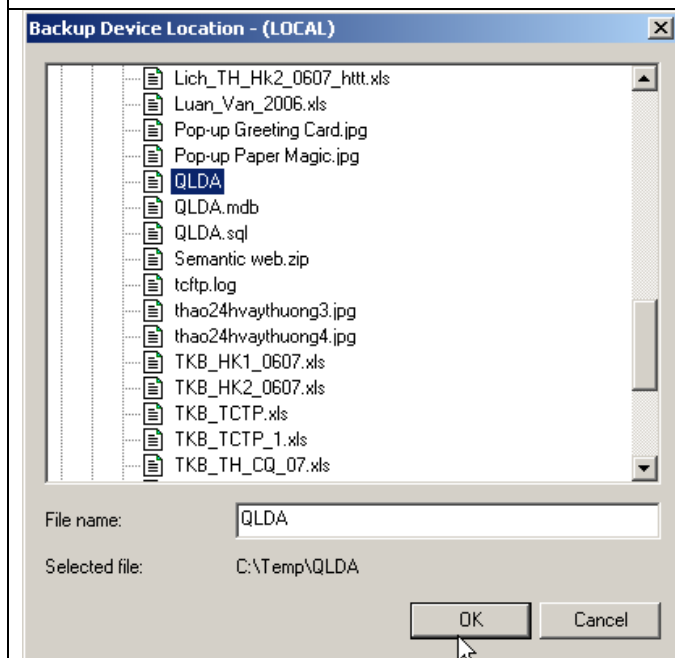 Backup Device Location - (LOCAL)
Lich_TH_Hk2_0607_httt.xls
Luan_Van_2006.xls
Pop-up Greeting Card.jpg
Pop-up Paper Magic.jpg
QLDA
QLDA.mdb
QLDA.sql
Semantic web.zip
tcftp.log
thao24hvaythuong3.jpg
thao24hvaythuong4.jpg
TKB_HK1_0607.xls
TKB_HK2_0607.xls
TKB_TCTP.xls
TKB_TCTP_1.xls
TKB_TH_CQ_07.xls
File name: QLDA
Selected file: C:\Temp\QLDA
OK Cancel